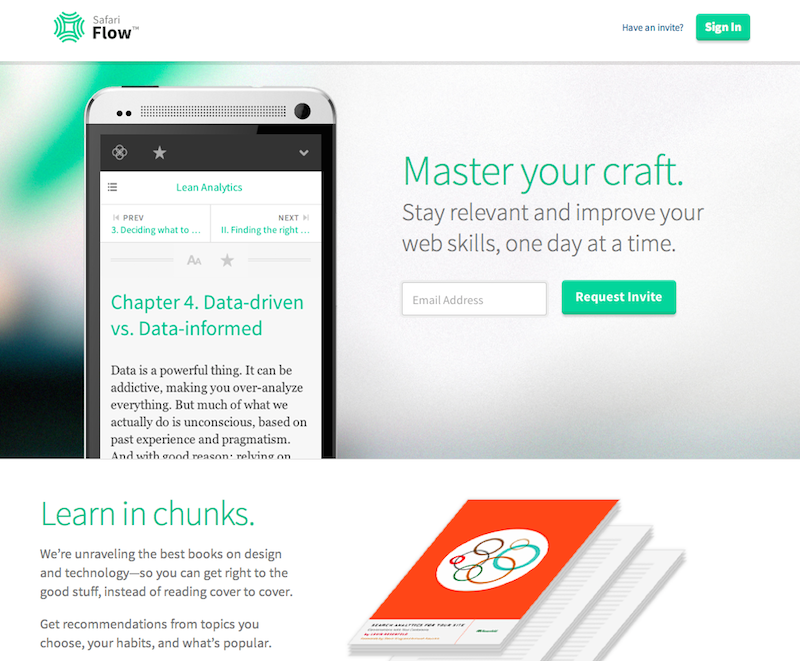 Safari
Flow™
Have an invite?
Sign In
Lean Analytics
PREV
NEXT
3. Deciding what to ...
II. Finding the right ...
AA
Chapter 4. Data-driven
vs. Data-informed
Data is a powerful thing. It can be
addictive, making you over-analyze
everything. But much of what we
actually do is unconscious, based on
past experience and pragmatism.
And with good reason: relying on
Master your craft.
Stay relevant and improve your
web skills, one day at a time.
Email Address
Request Invite
Learn in chunks.
We’re unraveling the best books on design
and technology—so you can get right to the
good stuff, instead of reading cover to cover.
Get recommendations from topics you
choose, your habits, and what’s popular.
SEARCH ANALYTICS FOR YOUR SITE
by LOUIS ROSENFELD